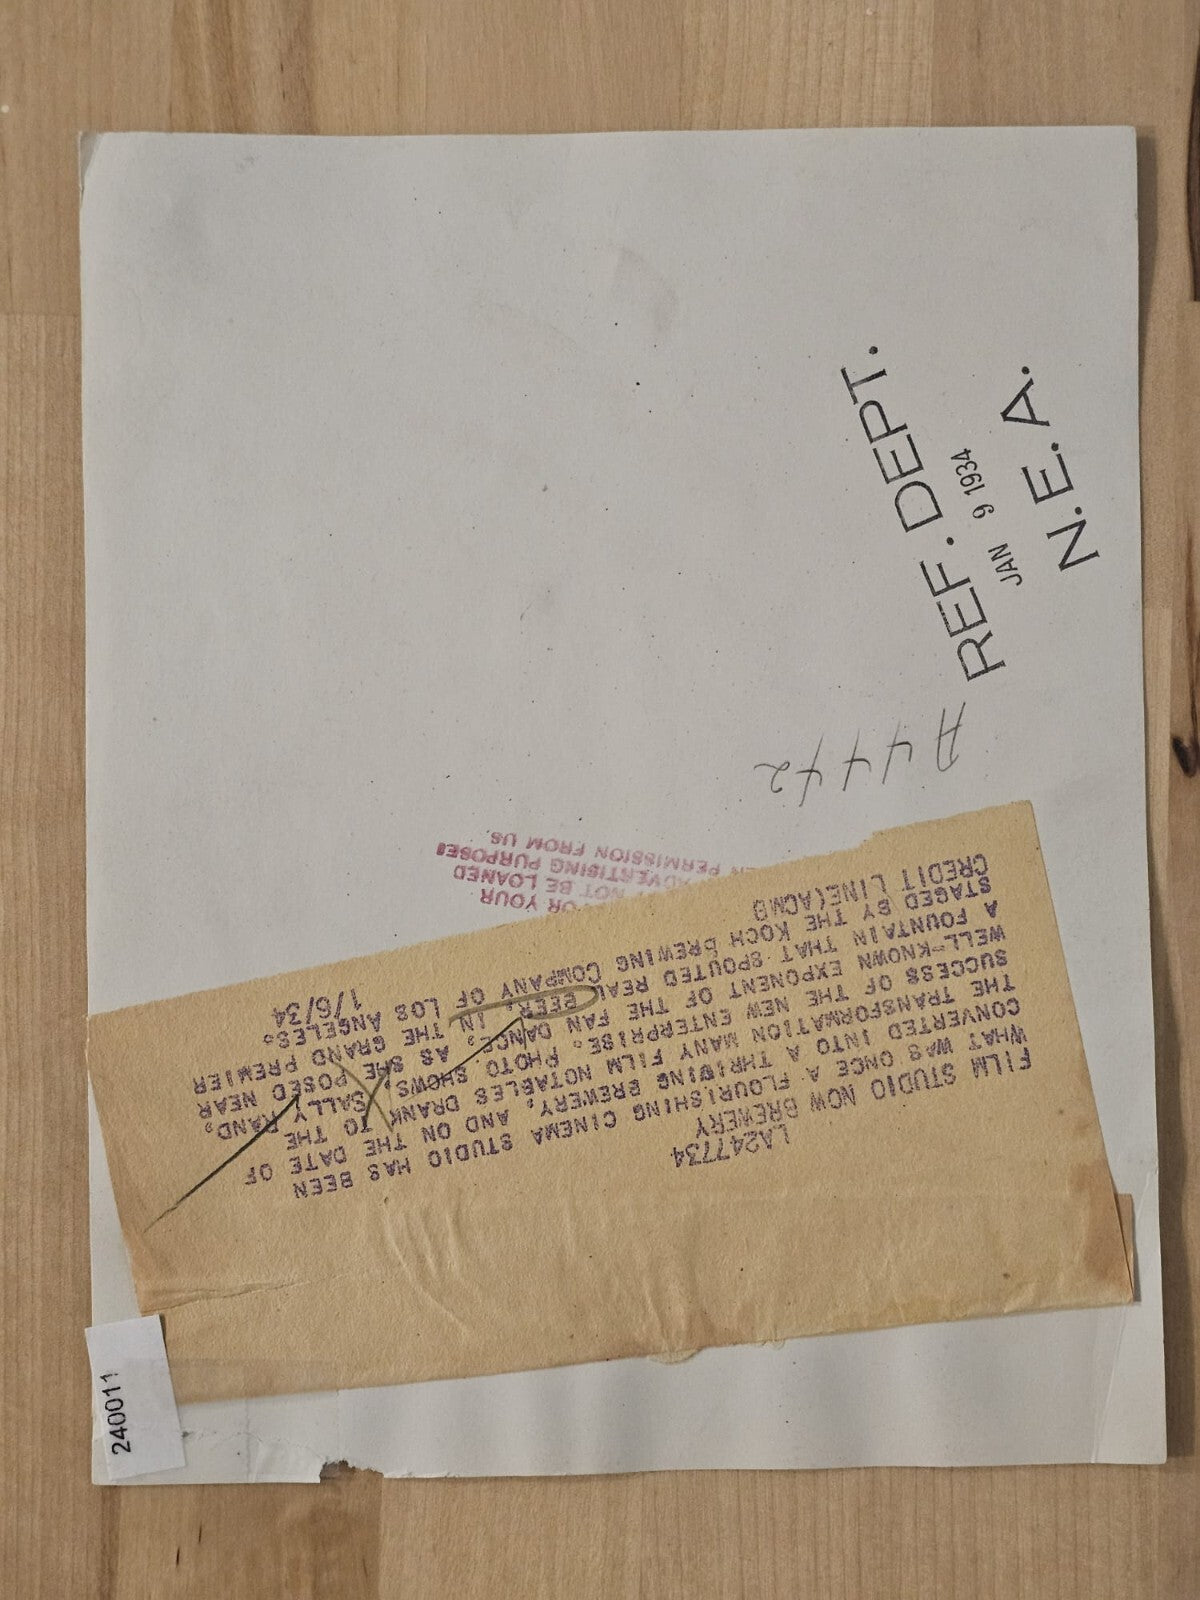 REF. DEPT.
JAN 9 1934
N. E. A.
A4442
LA247734
FILM STUDIO NOW BREWERY
WHAT WAS ONCE A FLOURISHING CINEMA STUDIO HAS BEEN
CONVERTED INTO A THRIVING BREWERY, AND ON THE DATE OF
THE TRANSFORMATION MANY FILM NOTABLES DRANK TO THE
SUCCESS OF THE NEW ENTERPRISE. PHOTO SHOWS, SALLY RAND,
WELL-KNOWN EXPONENT OF THE FAN DANCE, AS SHE POSED NEAR
A FOUNTAIN THAT SPOUTED REAL BEER, IN THE GRAND PREMIER
STAGED BY THE KOCH BREWING COMPANY OF LOS ANGELES.
CREDIT LINE(ACME 1/6/34
FOR YOUR
NOT BE LOANED
ADVERTISING PURPOSES
PERMISSION FROM US
240011